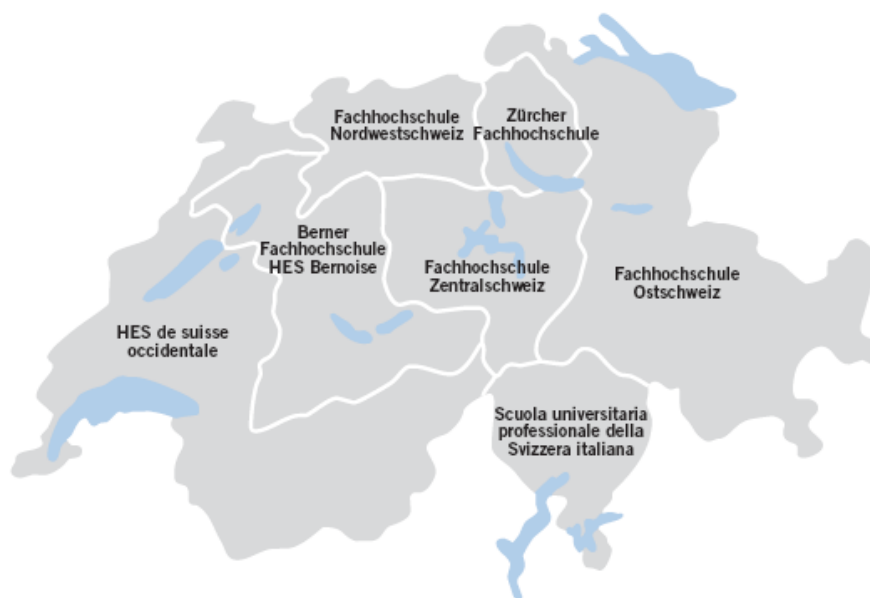 Fachhochschule
Nordwestschweiz
Zürcher
Fachhochschule
Berner
Fachhochschule
HES Bernoise
Fachhochschule
Zentralschweiz
Fachhochschule
Ostschweiz
HES de suisse
occidentale
Scuola universitaria
professionale della
Svizzera italiana